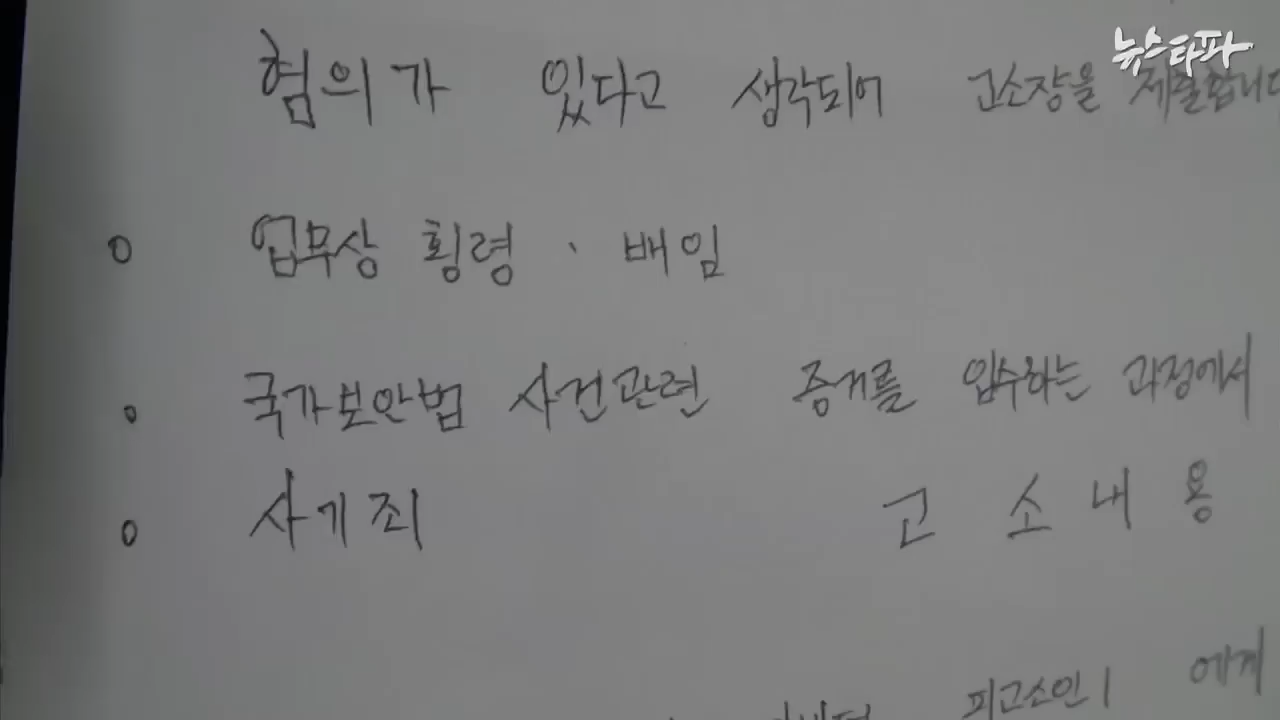 뉴스타파
혐의가 있다고 생각되어 고소장을 제출합니다
업무상 횡령 · 배임
국가보안법 사건관련 증거를 입수하는 과정에서
사기죄 고소내용
피고소인 1 에게